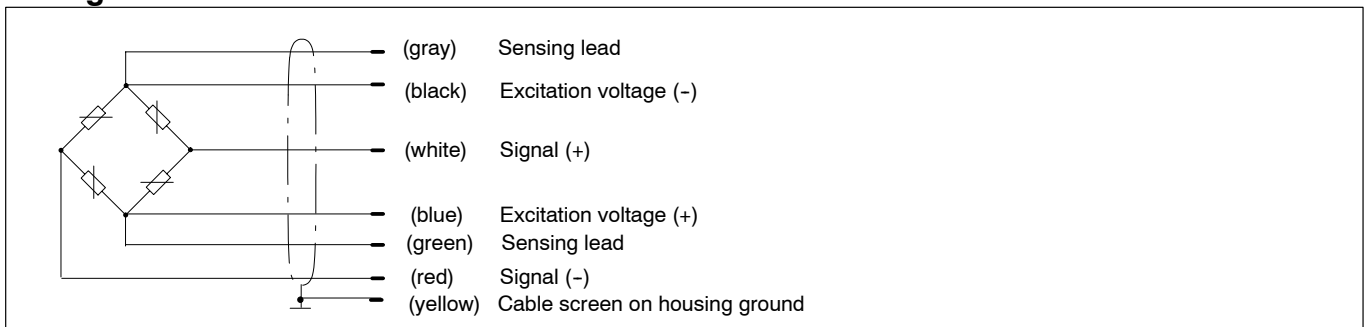 (gray) Sensing lead
(black) Excitation voltage (-)
(white) Signal (+)
(blue) Excitation voltage (+)
(green) Sensing lead
(red) Signal (-)
(yellow) Cable screen on housing ground